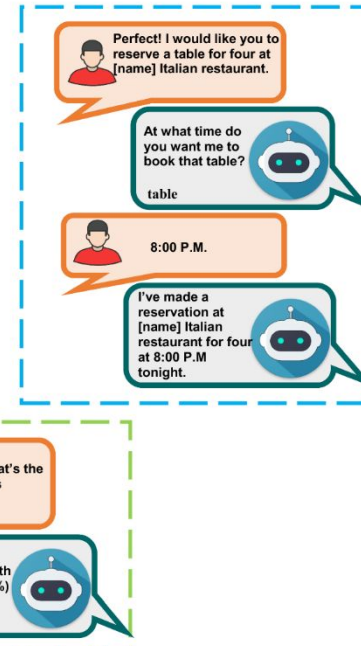 Perfect! I would like you to
reserve a table for four at
[name] Italian restaurant.
At what time do
you want me to
book that table?
table
8:00 P.M.
I've made a
reservation at
[name] Italian
restaurant for four
at 8:00 P.M
tonight.
at's the
s
th
%)